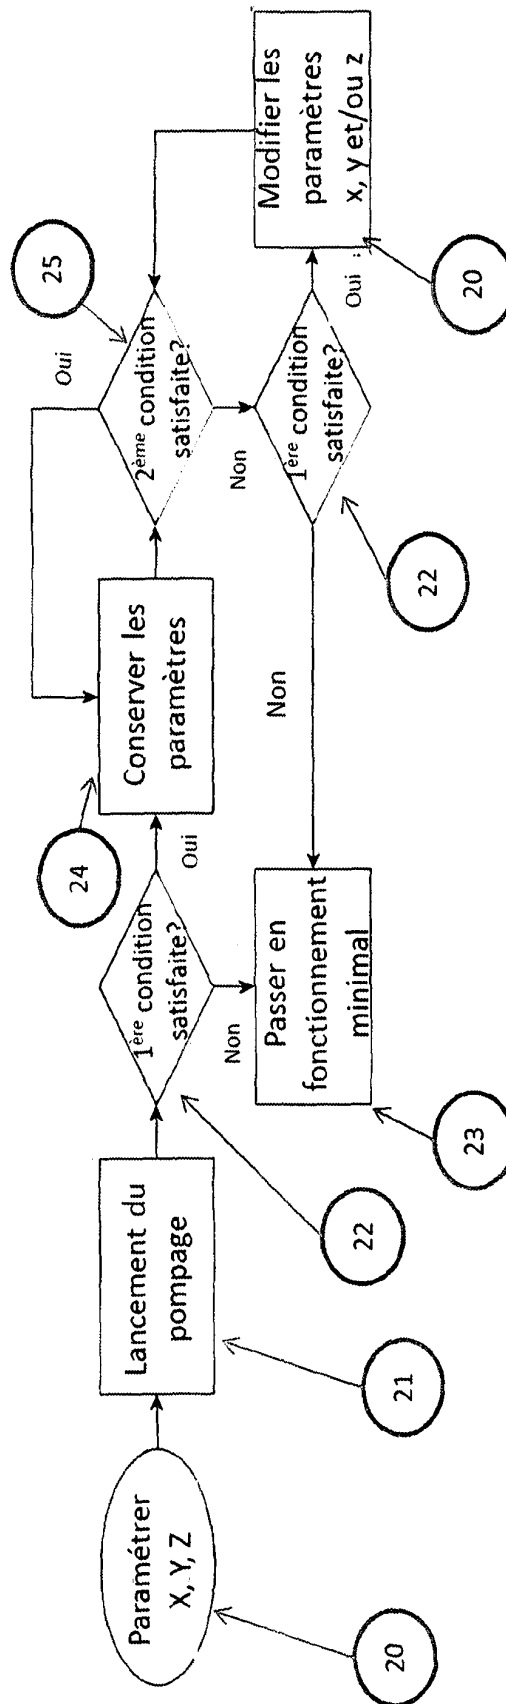 Paramétrer
X, Y, Z
20
Lancement du
pompage
21
1ère condition
satisfaite?
22
Oui
Non
Passer en
fonctionnement
minimal
23
Conserver les
paramètres
24
2ème condition
satisfaite?
25
Oui
Non
1ère condition
satisfaite?
22
Non
Oui
Modifier les
paramètres
x, y et/ou z
20